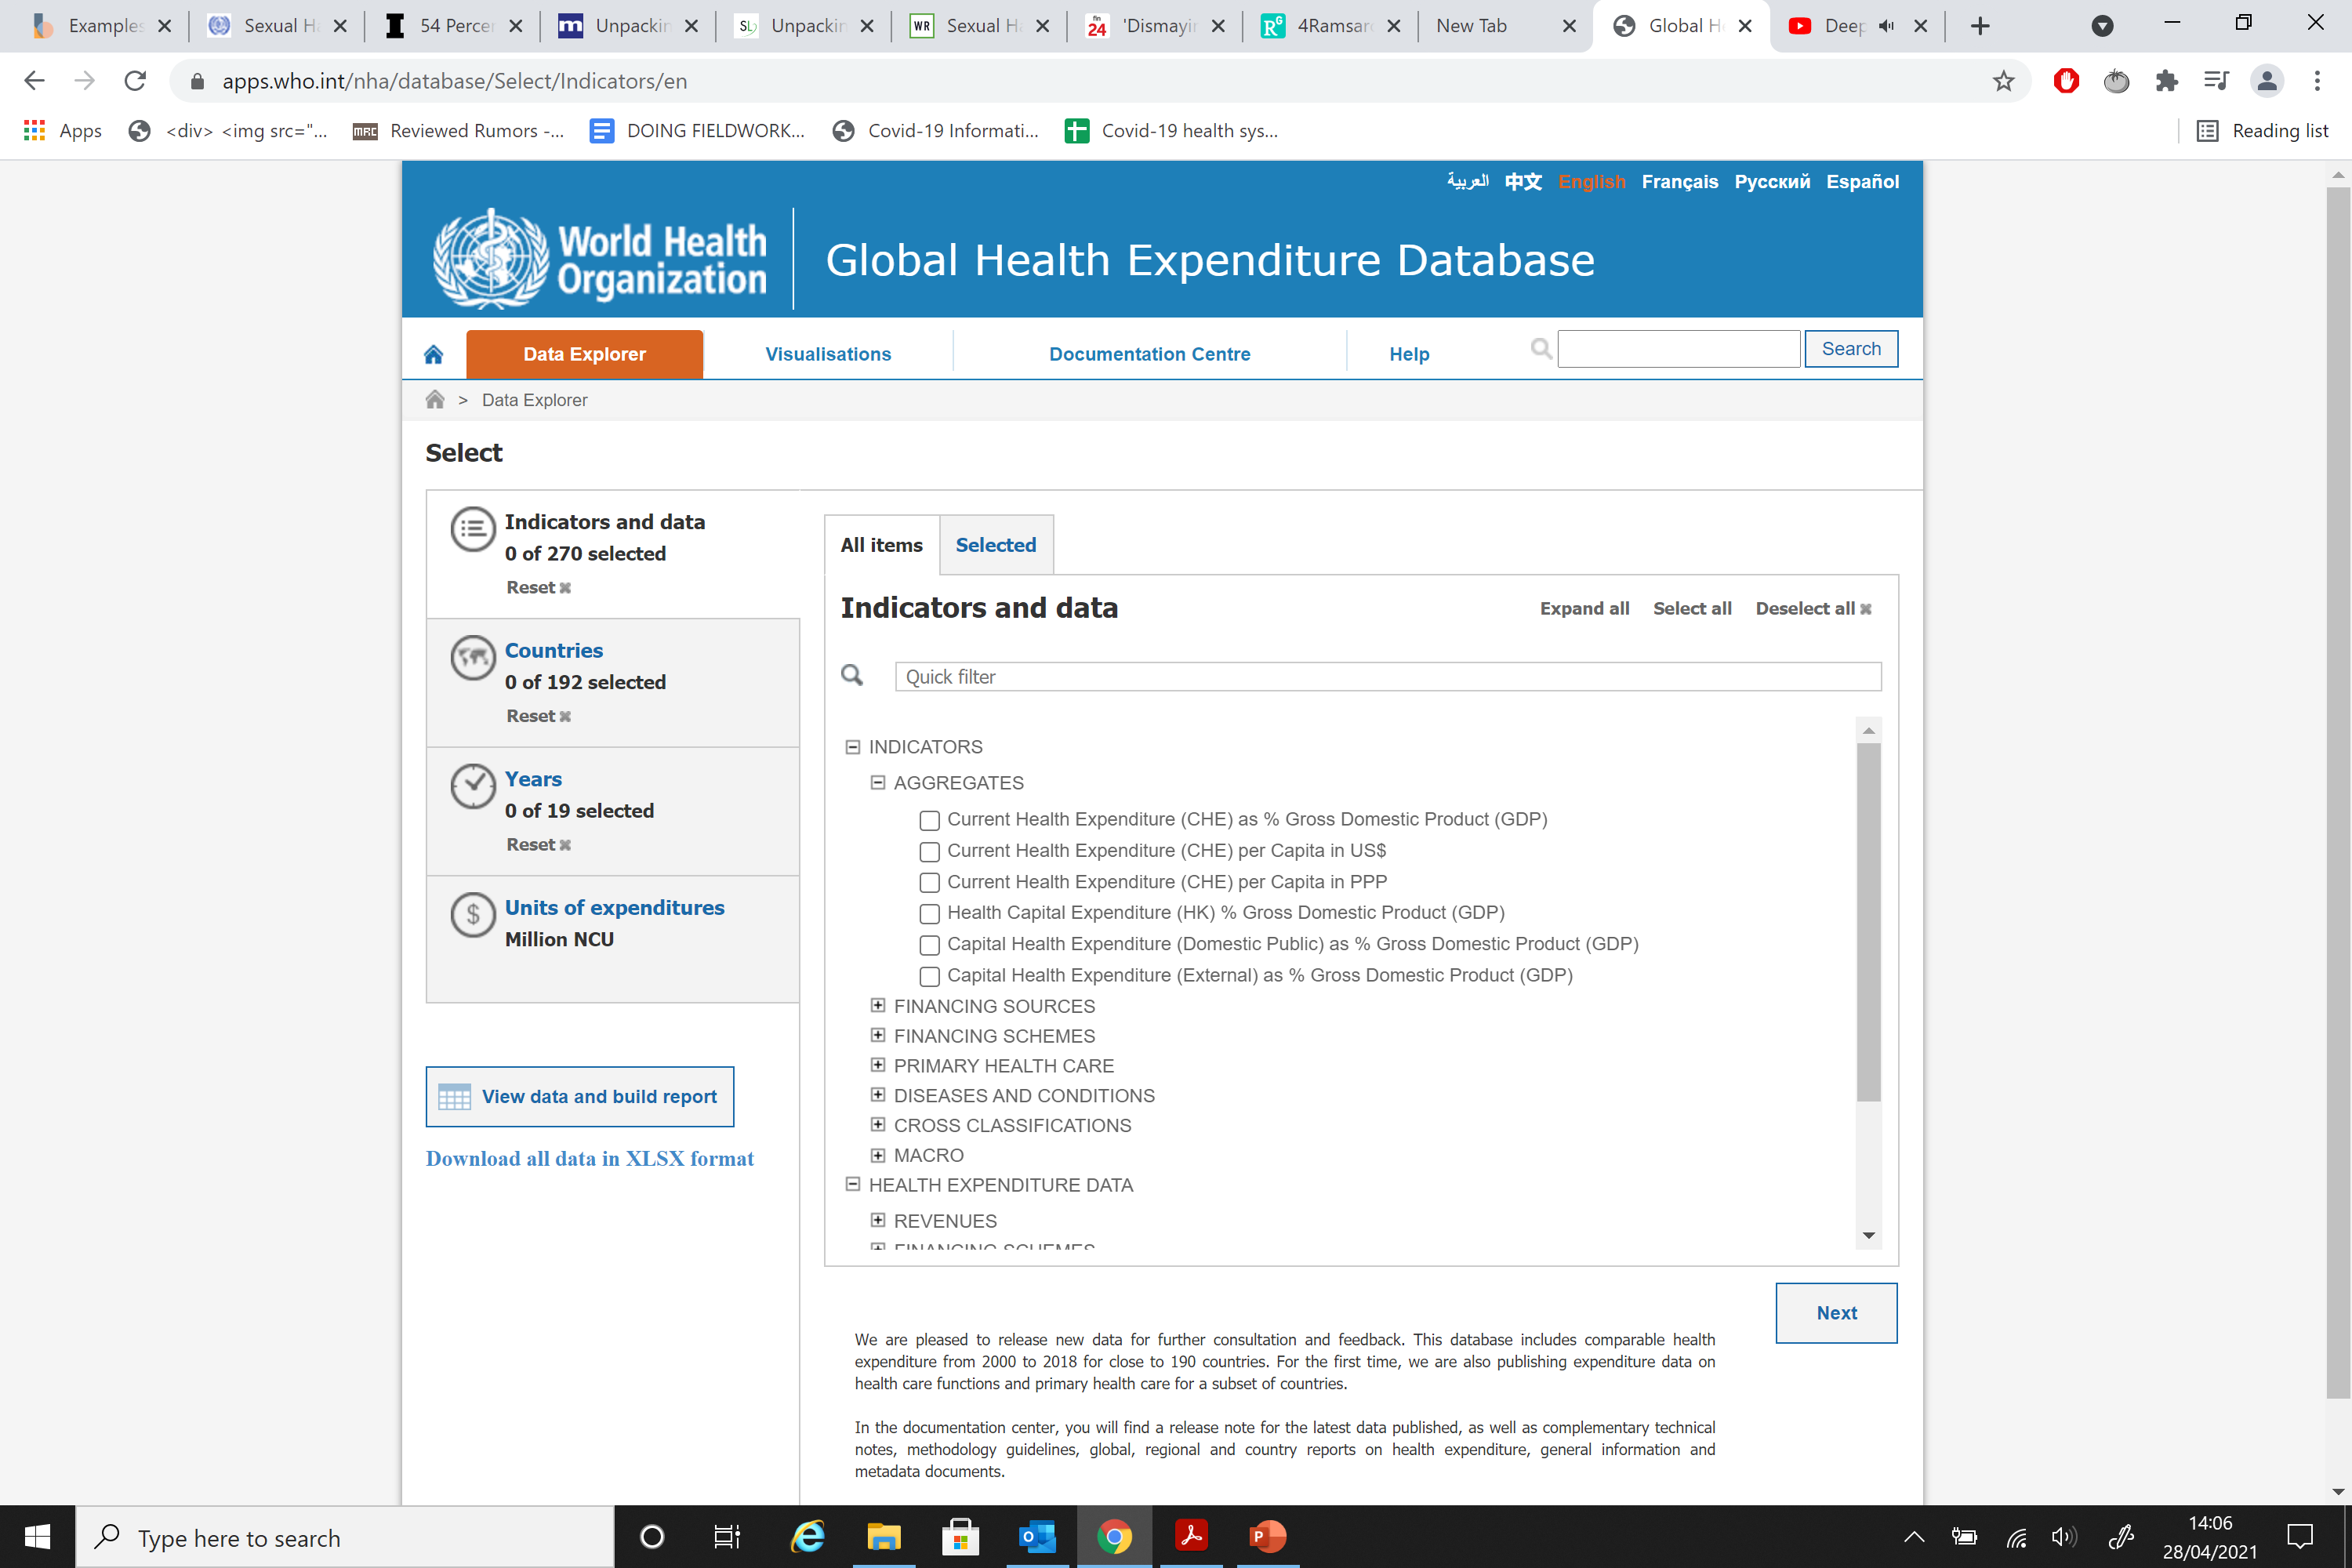 Examples
Sexual H
54 Percer
Unpackin
Unpackin
Sexual H
'Dismayin
4Ramsaro
New Tab
Global H
Deep
apps.who.int/nha/database/Select/Indicators/en
Apps
<div> <img src="...
Reviewed Rumors -...
DOING FIELDWORK...
Covid-19 Informati...
Covid-19 health sys...
Reading list
العربية 中文 English Français Русский Español
World Health
Organization
Global Health Expenditure Database
Data Explorer
Visualisations
Documentation Centre
Help
Search
> Data Explorer
Select
Indicators and data
0 of 270 selected
Reset
Countries
0 of 192 selected
Reset
Years
0 of 19 selected
Reset
Units of expenditures
Million NCU
View data and build report
Download all data in XLSX format
All items
Selected
Indicators and data
Expand all
Select all
Deselect all
Quick filter
INDICATORS
AGGREGATES
Current Health Expenditure (CHE) as % Gross Domestic Product (GDP)
Current Health Expenditure (CHE) per Capita in US$
Current Health Expenditure (CHE) per Capita in PPP
Health Capital Expenditure (HK) % Gross Domestic Product (GDP)
Capital Health Expenditure (Domestic Public) as % Gross Domestic Product (GDP)
Capital Health Expenditure (External) as % Gross Domestic Product (GDP)
FINANCING SOURCES
FINANCING SCHEMES
PRIMARY HEALTH CARE
DISEASES AND CONDITIONS
CROSS CLASSIFICATIONS
MACRO
HEALTH EXPENDITURE DATA
REVENUES
FINANCING SCHEMES
Next
We are pleased to release new data for further consultation and feedback. This database includes comparable health
expenditure from 2000 to 2018 for close to 190 countries. For the first time, we are also publishing expenditure data on
health care functions and primary health care for a subset of countries.
In the documentation center, you will find a release note for the latest data published, as well as complementary technical
notes, methodology guidelines, global, regional and country reports on health expenditure, general information and
metadata documents.
Type here to search
14:06
28/04/2021